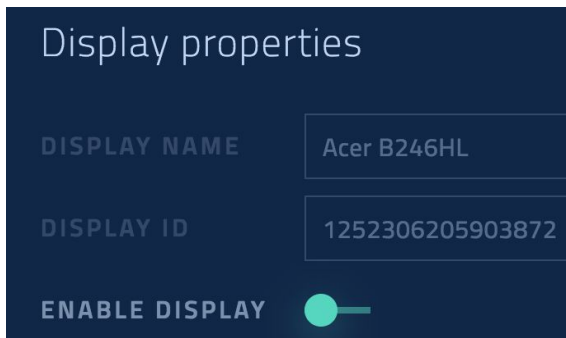 Display properties
DISPLAY NAME Acer B246HL
DISPLAY ID 1252306205903872
ENABLE DISPLAY